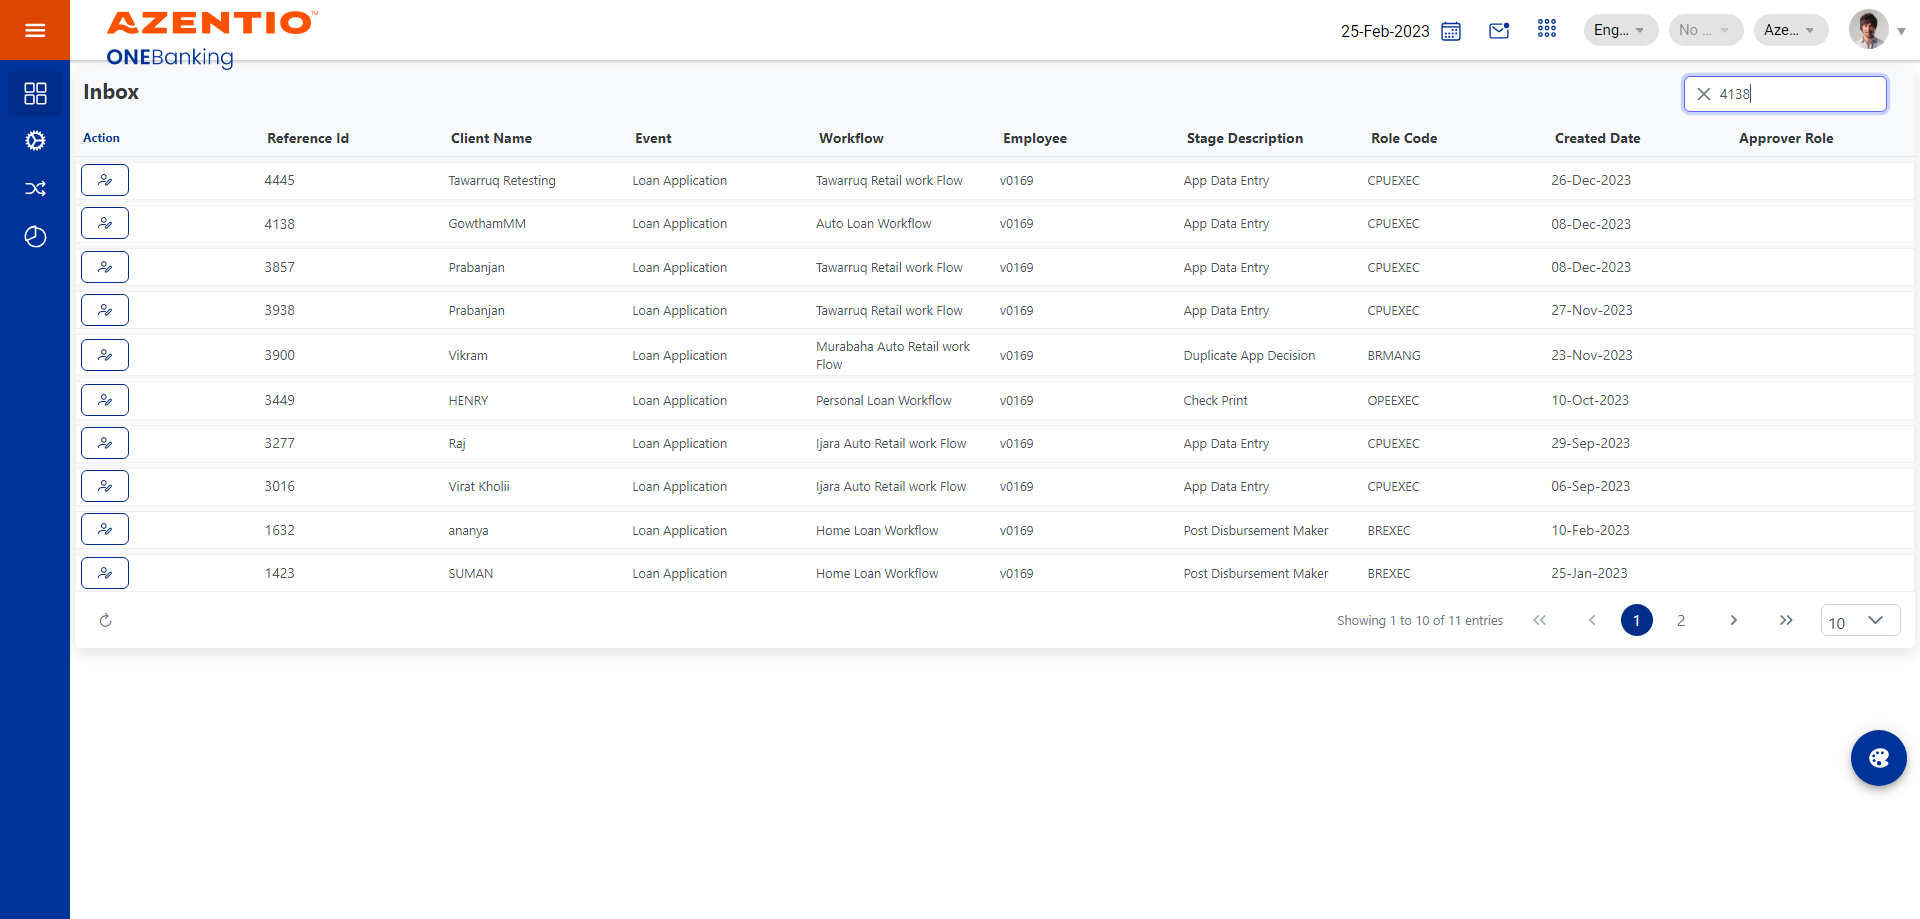 AZENTIO™
ONEBanking
25-Feb-2023
Eng...
No ...
Aze...
Inbox
4138
Action Reference Id Client Name Event Workflow Employee Stage Description Role Code Created Date Approver Role
4445 Tawarruq Retesting Loan Application Tawarruq Retail work Flow v0169 App Data Entry CPUEXEC 26-Dec-2023
4138 GowthamMM Loan Application Auto Loan Workflow v0169 App Data Entry CPUEXEC 08-Dec-2023
3857 Prabanjan Loan Application Tawarruq Retail work Flow v0169 App Data Entry CPUEXEC 08-Dec-2023
3938 Prabanjan Loan Application Tawarruq Retail work Flow v0169 App Data Entry CPUEXEC 27-Nov-2023
3900 Vikram Loan Application Murabaha Auto Retail work Flow v0169 Duplicate App Decision BRMANG 23-Nov-2023
3449 HENRY Loan Application Personal Loan Workflow v0169 Check Print OPEEXEC 10-Oct-2023
3277 Raj Loan Application Ijara Auto Retail work Flow v0169 App Data Entry CPUEXEC 29-Sep-2023
3016 Virat Kholii Loan Application Ijara Auto Retail work Flow v0169 App Data Entry CPUEXEC 06-Sep-2023
1632 ananya Loan Application Home Loan Workflow v0169 Post Disbursement Maker BREXEC 10-Feb-2023
1423 SUMAN Loan Application Home Loan Workflow v0169 Post Disbursement Maker BREXEC 25-Jan-2023
Showing 1 to 10 of 11 entries 1 2 10